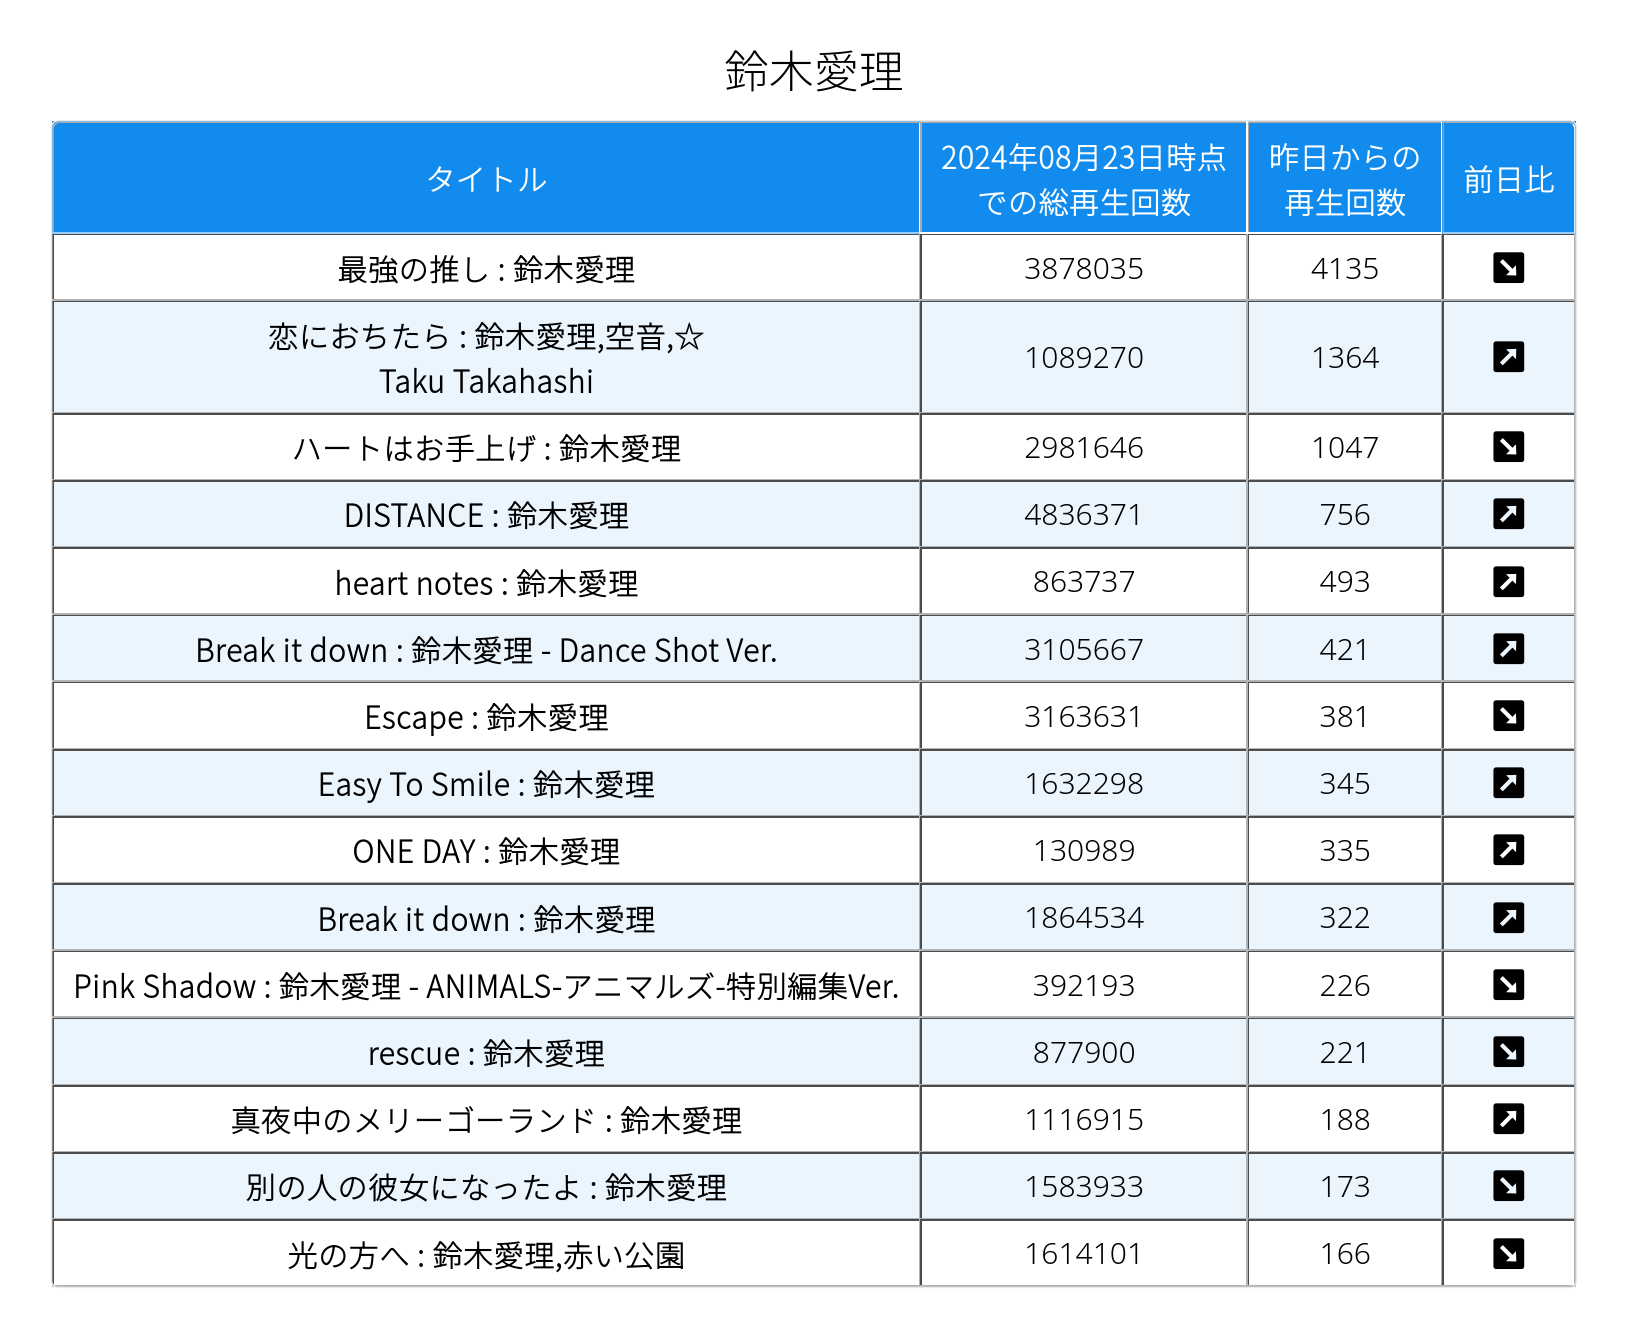 鈴木愛理
タイトル
2024年08月23日時点
での総再生回数
昨日からの
再生回数
前日比
最強の推し : 鈴木愛理 3878035 4135 ↘
恋におちたら : 鈴木愛理,空音,☆
Taku Takahashi
1089270 1364 ↗
ハートはお手上げ : 鈴木愛理 2981646 1047 ↘
DISTANCE : 鈴木愛理 4836371 756 ↗
heart notes : 鈴木愛理 863737 493 ↗
Break it down : 鈴木愛理 - Dance Shot Ver. 3105667 421 ↗
Escape : 鈴木愛理 3163631 381 ↘
Easy To Smile : 鈴木愛理 1632298 345 ↗
ONE DAY : 鈴木愛理 130989 335 ↗
Break it down : 鈴木愛理 1864534 322 ↗
Pink Shadow : 鈴木愛理 - ANIMALS-アニマルズ-特別編集Ver. 392193 226 ↘
rescue : 鈴木愛理 877900 221 ↘
真夜中のメリーゴーランド : 鈴木愛理 1116915 188 ↗
別の人の彼女になったよ : 鈴木愛理 1583933 173 ↘
光の方へ : 鈴木愛理,赤い公園 1614101 166 ↘